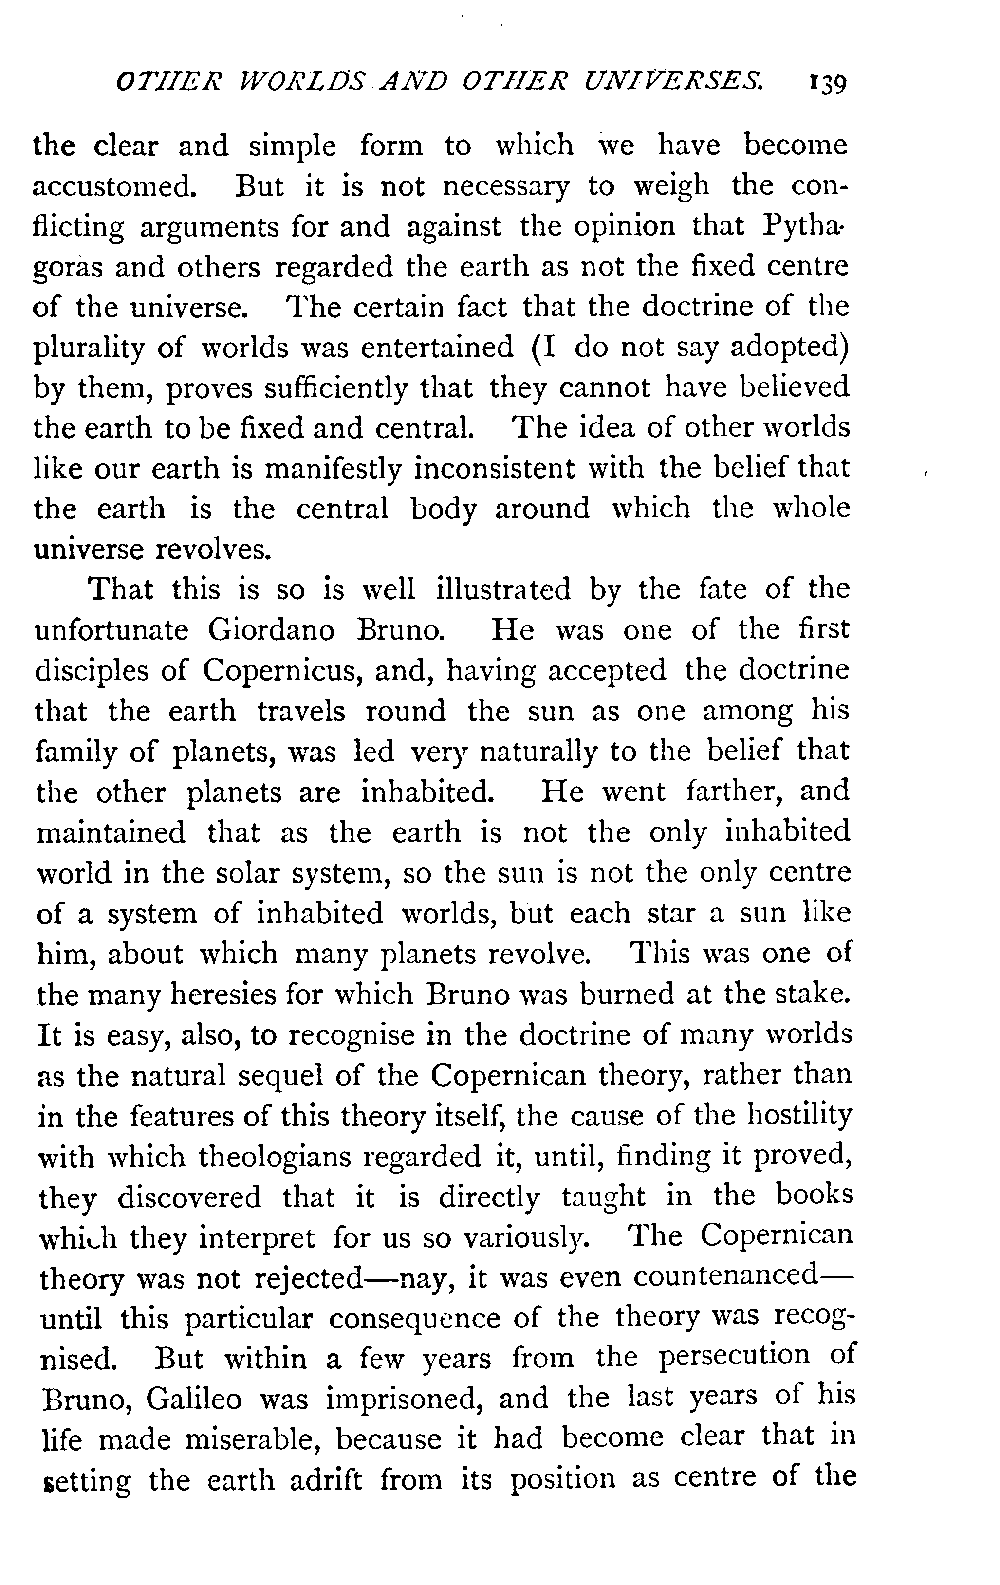 OTHER WORLDS AND OTHER UNIVERSES. 139
the clear and simple form to which we have become
accustomed. But it is not necessary to weigh the con-
flicting arguments for and against the opinion that Pytha-
goras and others regarded the earth as not the fixed centre
of the universe. The certain fact that the doctrine of the
plurality of worlds was entertained (I do not say adopted)
by them, proves sufficiently that they cannot have believed
the earth to be fixed and central. The idea of other worlds
like our earth is manifestly inconsistent with the belief that
the earth is the central body around which the whole
universe revolves.
That this is so is well illustrated by the fate of the
unfortunate Giordano Bruno. He was one of the first
disciples of Copernicus, and, having accepted the doctrine
that the earth travels round the sun as one among his
family of planets, was led very naturally to the belief that
the other planets are inhabited. He went farther, and
maintained that as the earth is not the only inhabited
world in the solar system, so the sun is not the only centre
of a system of inhabited worlds, but each star a sun like
him, about which many planets revolve. This was one of
the many heresies for which Bruno was burned at the stake.
It is easy, also, to recognise in the doctrine of many worlds
as the natural sequel of the Copernican theory, rather than
in the features of this theory itself, the cause of the hostility
with which theologians regarded it, until, finding it proved,
they discovered that it is directly taught in the books
which they interpret for us so variously. The Copernican
theory was not rejected—nay, it was even countenanced—
until this particular consequence of the theory was recog-
nised. But within a few years from the persecution of
Bruno, Galileo was imprisoned, and the last years of his
life made miserable, because it had become clear that in
setting the earth adrift from its position as centre of the